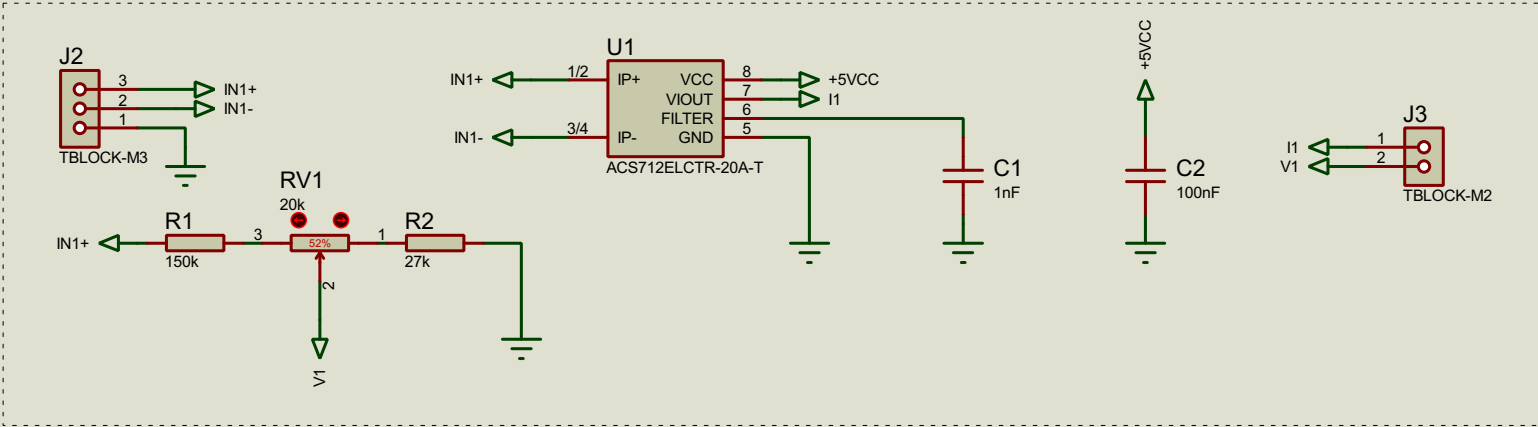 J2
3
2
1
IN1+
IN1-
TBLOCK-M3
U1
IN1+
1/2
IP+
VCC
8
+5VCC
VIOUT
7
I1
FILTER
6
IN1-
3/4
IP-
GND
5
ACS712ELCTR-20A-T
C1
1nF
+5VCC
C2
100nF
J3
I1
1
V1
2
TBLOCK-M2
RV1
20k
IN1+
R1
150k
3
52%
1
2
V1
R2
27k